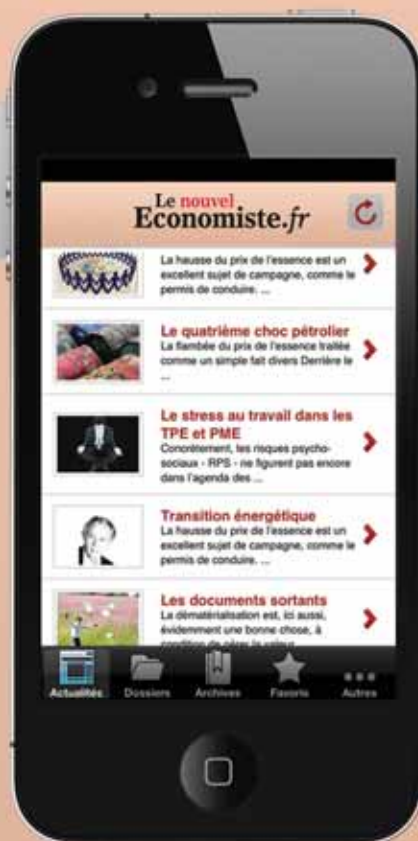 Le nouvel
Economiste.fr
La hausse du prix de l'essence est un
excellent sujet de campagne, comme le
permis de conduire. ...
Le quatrième choc pétrolier
La flambée du prix de l'essence traitée
comme un simple fait divers Derrière le
...
Le stress au travail dans les
TPE et PME
Concrètement, les risques psycho-
sociaux - RPS - ne figurent pas encore
dans l'agenda des ...
Transition énergétique
La hausse du prix de l'essence est un
excellent sujet de campagne, comme le
permis de conduire. ...
Les documents sortants
La dématérialisation est, ici aussi,
évidemment une bonne chose, à
condition de gérer la valeur
Actualités Dossiers Archives Favoris Autres